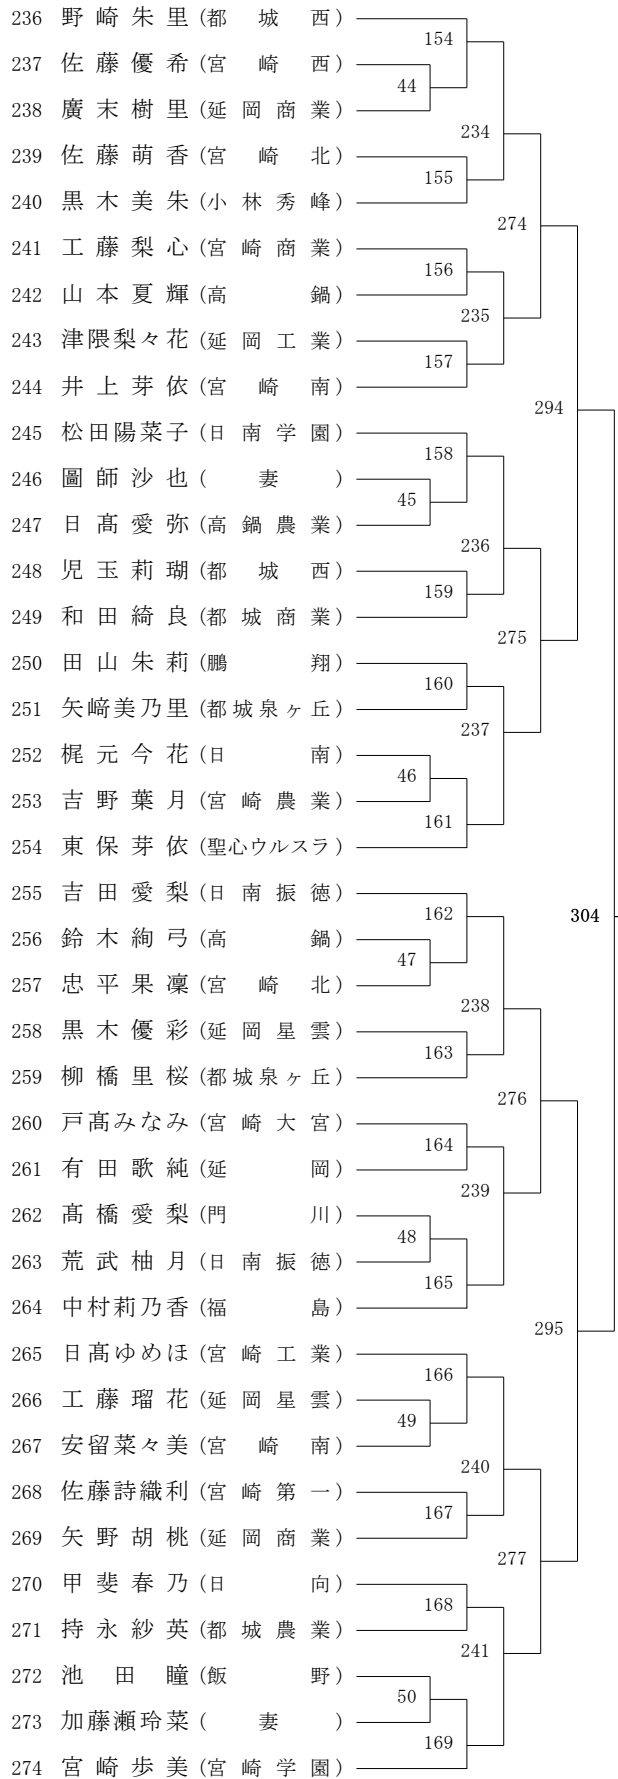 236 野崎朱里(都城西)
154
237 佐藤優希(宮崎西)
44
238 廣末樹里(延岡商業)
234
239 佐藤萌香(宮崎北)
155
240 黒木美朱(小林秀峰)
274
241 工藤梨心(宮崎商業)
156
242 山本夏輝(高鍋)
235
243 津隈梨々花(延岡工業)
157
244 井上芽依(宮崎南)
294
245 松田陽菜子(日南学園)
158
246 圖師沙也(妻)
45
247 日髙愛弥(高鍋農業)
236
248 児玉莉瑚(都城西)
159
249 和田綺良(都城商業)
275
250 田山朱莉(鵬翔)
160
251 矢﨑美乃里(都城泉ヶ丘)
237
252 梶元今花(日南)
46
253 吉野葉月(宮崎農業)
161
254 東保芽依(聖心ウルスラ)
255 吉田愛梨(日南振徳)
162
304
256 鈴木絢弓(高鍋)
47
257 忠平果凜(宮崎北)
238
258 黒木優彩(延岡星雲)
163
259 柳橋里桜(都城泉ヶ丘)
276
260 戸髙みなみ(宮崎大宮)
164
261 有田歌純(延岡)
239
262 髙橋愛梨(門川)
48
263 荒武柚月(日南振徳)
165
264 中村莉乃香(福島)
295
265 日髙ゆめほ(宮崎工業)
166
266 工藤瑠花(延岡星雲)
49
267 安留菜々美(宮崎南)
240
268 佐藤詩織利(宮崎第一)
167
269 矢野胡桃(延岡商業)
277
270 甲斐春乃(日向)
168
271 持永紗英(都城農業)
241
272 池田瞳(飯野)
50
273 加藤瀬玲菜(妻)
169
274 宮崎歩美(宮崎学園)